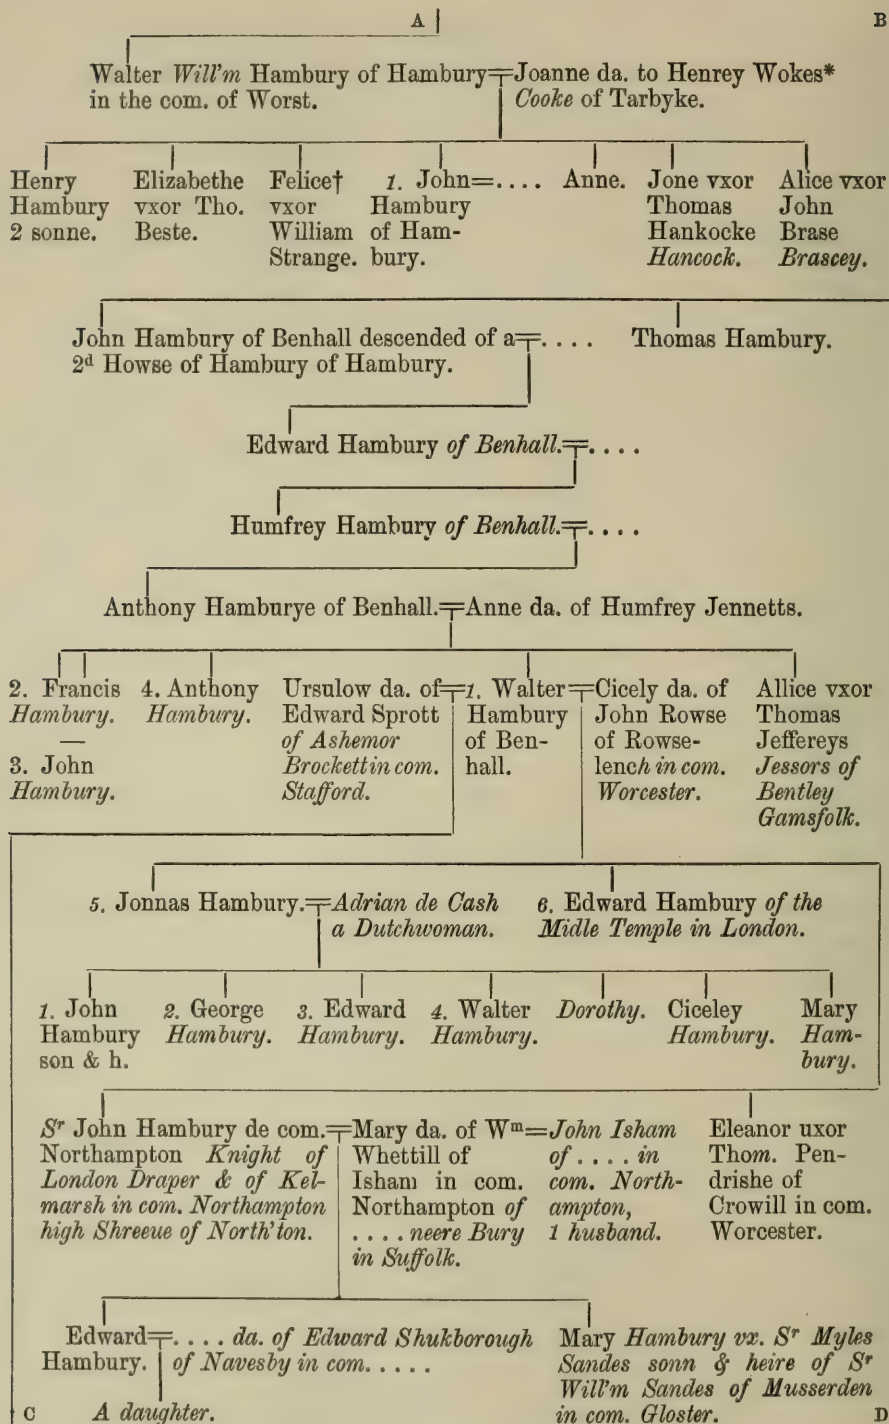 A B
Walter Will'm Hambury of Hambury=Joanne da. to Henrey Wokes*
in the com. of Worst. Cooke of Tarbyke.
Henry
Hambury
2 sonne.
Elizabethe
vxor Tho.
Beste.
Felice†
vxor
William
Strange.
1. John=....
Hambury
of Ham-
bury.
Anne.
Jone vxor
Thomas
Hankocke
Hancock.
Alice vxor
John
Brase
Brascey.
John Hambury of Benhall descended of a=....
2d Howse of Hambury of Hambury.
Thomas Hambury.
Edward Hambury of Benhall.=....
Humfrey Hambury of Benhall.=....
Anthony Hamburye of Benhall.=Anne da. of Humfrey Jennetts.
2. Francis
Hambury.
—
3. John
Hambury.
4. Anthony
Hambury.
Ursulow da. of=
Edward Sprott
of Ashemor
Brockett in com.
Stafford.
1. Walter=
Hambury
of Ben-
hall.
Cicely da. of
John Rowse
of Rowse-
lench in com.
Worcester.
Allice vxor
Thomas
Jeffereys
Jessors of
Bentley
Gamsfolk.
5. Jonnas Hambury.=Adrian de Cash
a Dutchwoman.
6. Edward Hambury of the
Midle Temple in London.
1. John
Hambury
son & h.
2. George
Hambury.
3. Edward
Hambury.
4. Walter
Hambury.
Dorothy.
Ciceley
Hambury.
Mary
Ham-
bury.
Sr John Hambury de com.=
Northampton Knight of
London Draper & of Kel-
marsh in com. Northampton
high Shreeue of North'ton.
Mary da. of Wm=
Whettill of
Isham in com.
Northampton of
.... neere Bury
in Suffolk.
John Isham
of .... in
com. North-
ampton,
1 husband.
Eleanor uxor
Thom. Pen-
drishe of
Crowill in com.
Worcester.
Edward=.... da. of Edward Shukborough
Hambury. of Navesby in com. ....
Mary Hambury vx. Sr Myles
Sandes sonn & heire of Sr
Will'm Sandes of Musserden
in com. Gloster.
C A daughter. D